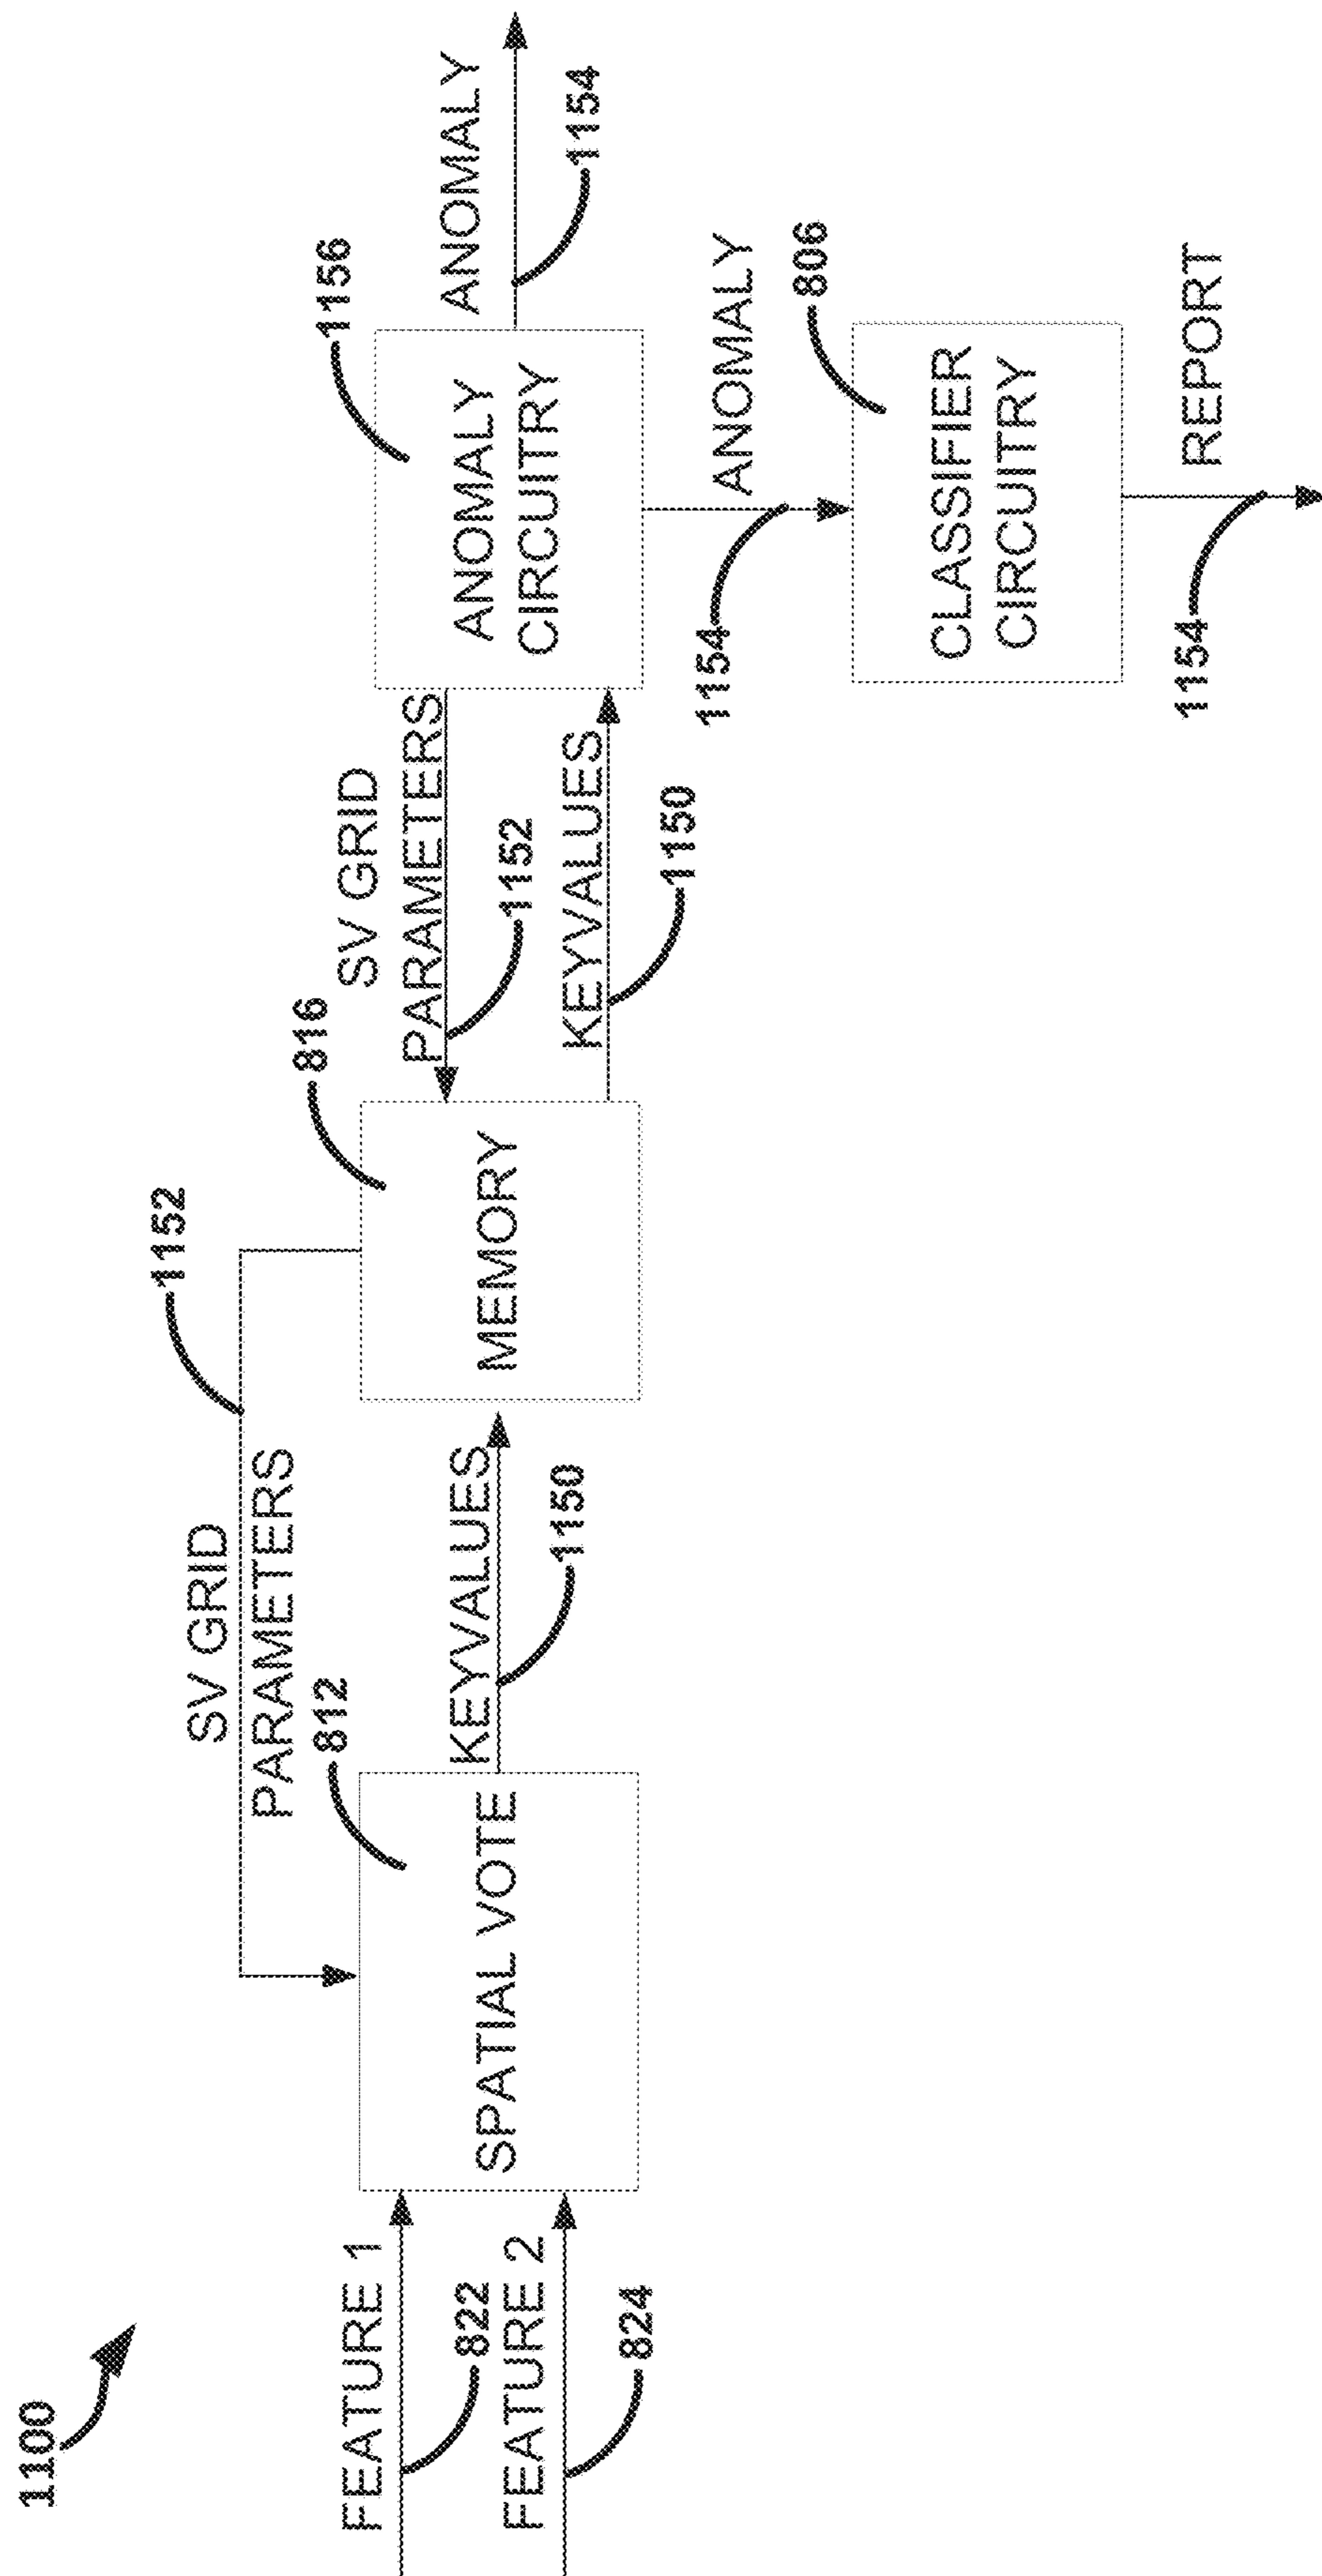 1100
FEATURE 1
822
FEATURE 2
824
SV GRID
PARAMETERS
1152
812
SPATIAL VOTE
KEYVALUES
1150
816
MEMORY
SV GRID
PARAMETERS
1152
KEYVALUES
1150
1156
ANOMALY
CIRCUITRY
ANOMALY
1154
ANOMALY
1154
806
CLASSIFIER
CIRCUITRY
REPORT
1154